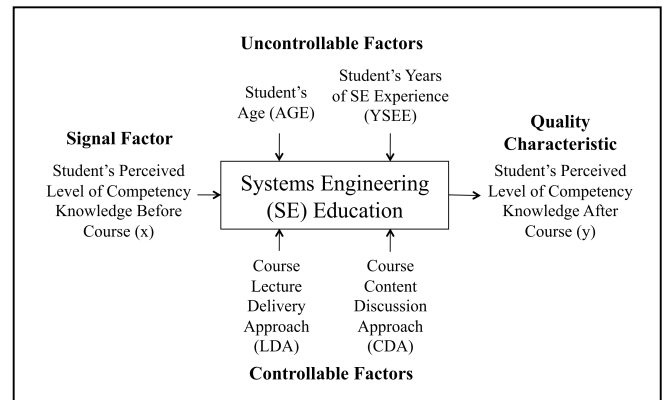 Uncontrollable Factors
Student's
Age (AGE)
Student's Years
of SE Experience
(YSEE)
Signal Factor
Student's Perceived
Level of Competency
Knowledge Before
Course (x)
Systems Engineering
(SE) Education
Quality
Characteristic
Student's Perceived
Level of Competency
Knowledge After
Course (y)
Course
Lecture
Delivery
Approach
(LDA)
Course
Content
Discussion
Approach
(CDA)
Controllable Factors